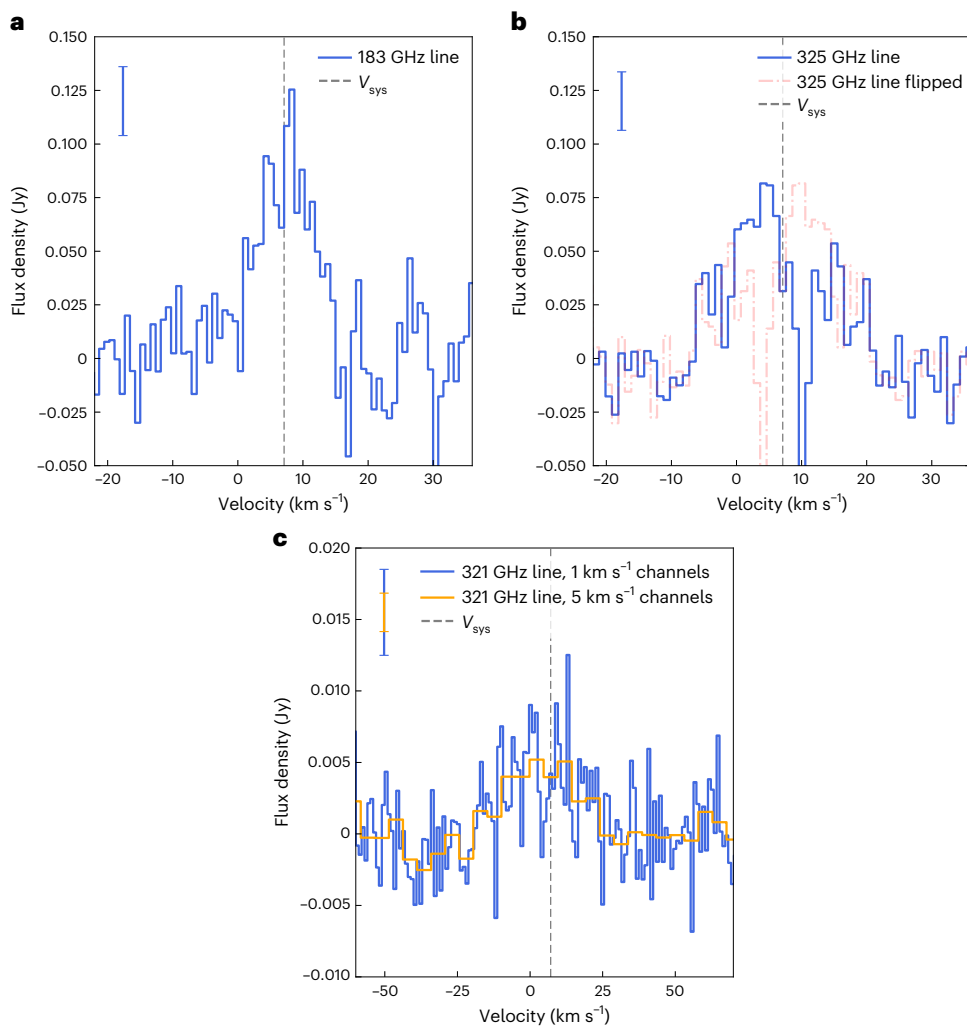 a
0.150
0.125
0.100
0.075
0.050
0.025
0
−0.025
−0.050
Flux density (Jy)
183 GHz line
Vsys
−20 −10 0 10 20 30
Velocity (km s⁻¹)
b
0.150
0.125
0.100
0.075
0.050
0.025
0
−0.025
−0.050
Flux density (Jy)
325 GHz line
325 GHz line flipped
Vsys
−20 −10 0 10 20 30
Velocity (km s⁻¹)
c
0.020
0.015
0.010
0.005
0
−0.005
−0.010
Flux density (Jy)
321 GHz line, 1 km s⁻¹ channels
321 GHz line, 5 km s⁻¹ channels
Vsys
−50 −25 0 25 50
Velocity (km s⁻¹)